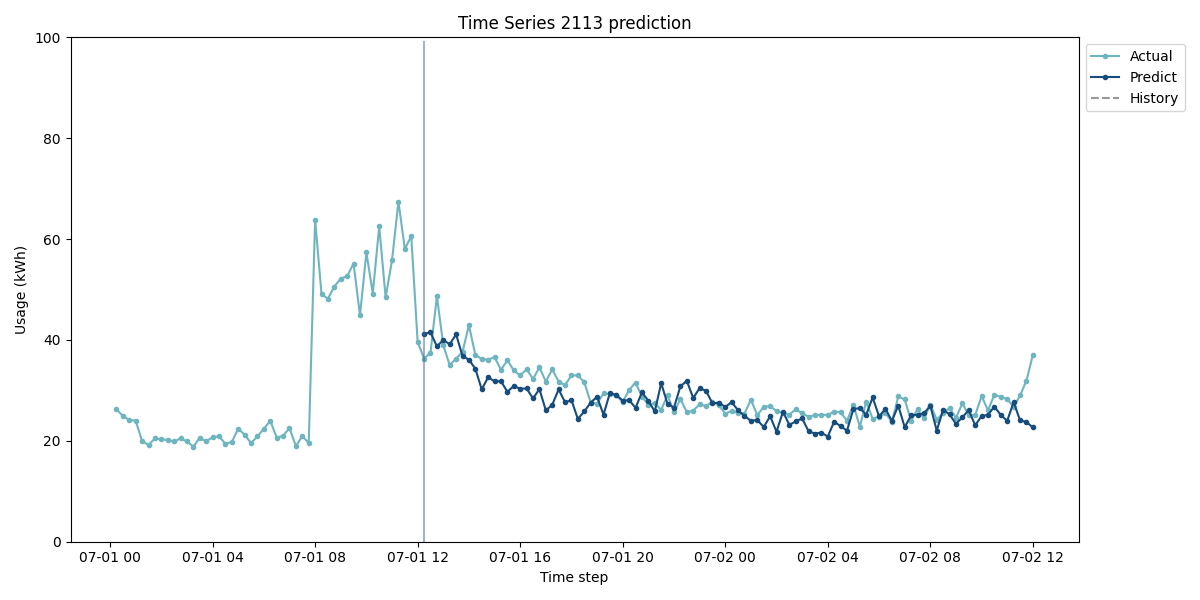 Time Series 2113 prediction
100
80
60
40
20
0
Usage (kWh)
07-01 00
07-01 04
07-01 08
07-01 12
07-01 16
07-01 20
07-02 00
07-02 04
07-02 08
07-02 12
Time step
Actual
Predict
History